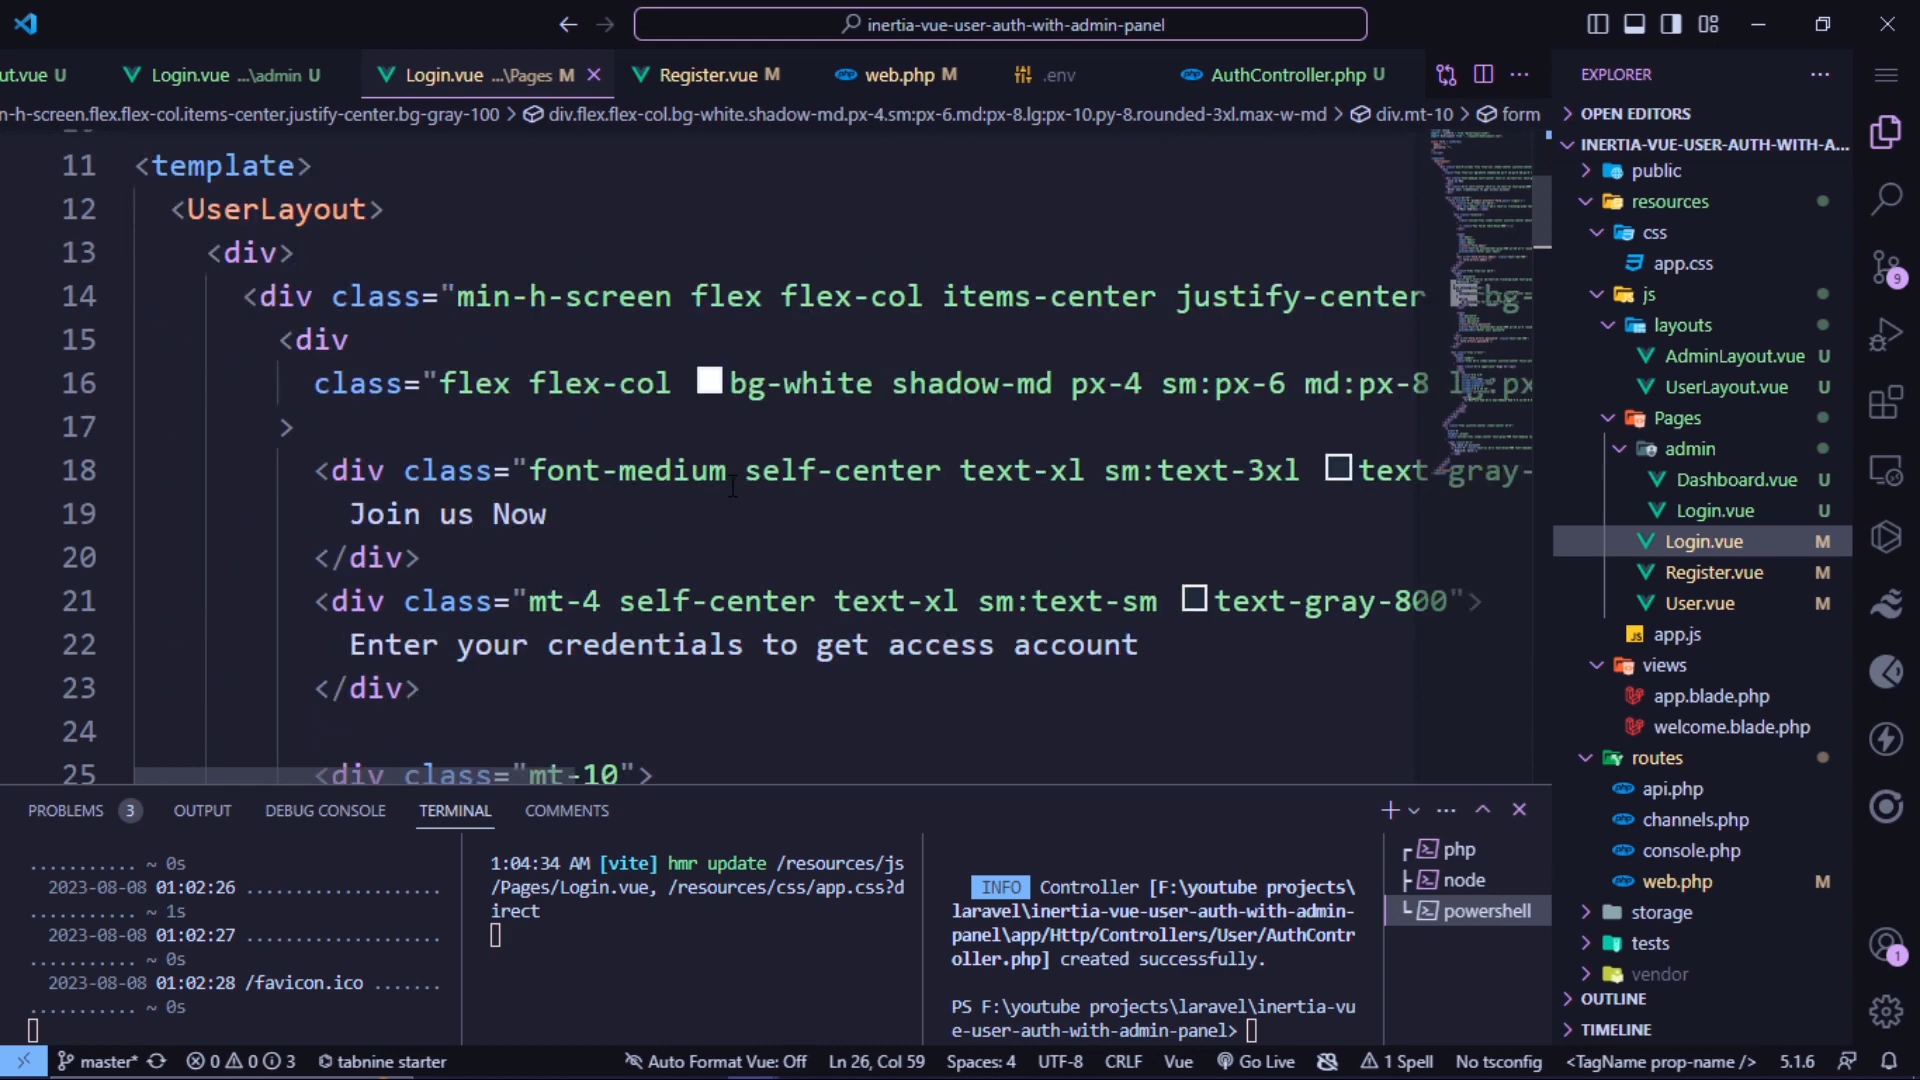 inertia-vue-user-auth-with-admin-panel
ut.vue U
Login.vue ...\admin U
Login.vue ...\Pages M
Register.vue M
web.php M
.env
AuthController.php U
EXPLORER
n-h-screen.flex.flex-col.items-center.justify-center.bg-gray-100 > div.flex.flex-col.bg-white.shadow-md.px-4.sm:px-6.md:px-8.lg:px-10.py-8.rounded-3xl.max-w-md > div.mt-10 > form
11 <template>
12 <UserLayout>
13 <div>
14 <div class="min-h-screen flex flex-col items-center justify-center bg-
15 <div
16 class="flex flex-col bg-white shadow-md px-4 sm:px-6 md:px-8 lg:px
17 >
18 <div class="font-medium self-center text-xl sm:text-3xl text-gray-
19 Join us Now
20 </div>
21 <div class="mt-4 self-center text-xl sm:text-sm text-gray-800">
22 Enter your credentials to get access account
23 </div>
24
25 <div class="mt-10">
OPEN EDITORS
INERTIA-VUE-USER-AUTH-WITH-A...
public
resources
css
app.css
js
layouts
AdminLayout.vue U
UserLayout.vue U
Pages
admin
Dashboard.vue U
Login.vue U
Login.vue M
Register.vue M
User.vue M
app.js
views
app.blade.php
welcome.blade.php
routes
api.php
channels.php
console.php
web.php M
storage
tests
vendor
OUTLINE
TIMELINE
9
1
PROBLEMS 3 OUTPUT DEBUG CONSOLE TERMINAL COMMENTS
........... ~ 0s
2023-08-08 01:02:26 ....................
........... ~ 1s
2023-08-08 01:02:27 ....................
........... ~ 0s
2023-08-08 01:02:28 /favicon.ico .......
........... ~ 0s
1:04:34 AM [vite] hmr update /resources/js
/Pages/Login.vue, /resources/css/app.css?d
irect
INFO Controller [F:\youtube projects\
laravel\inertia-vue-user-auth-with-admin-
panel\app/Http/Controllers/User/AuthContr
oller.php] created successfully.
PS F:\youtube projects\laravel\inertia-vu
e-user-auth-with-admin-panel>
php
node
powershell
master* 0 0 3 tabnine starter Auto Format Vue: Off Ln 26, Col 59 Spaces: 4 UTF-8 CRLF Vue Go Live 1 Spell No tsconfig <TagName prop-name /> 5.1.6